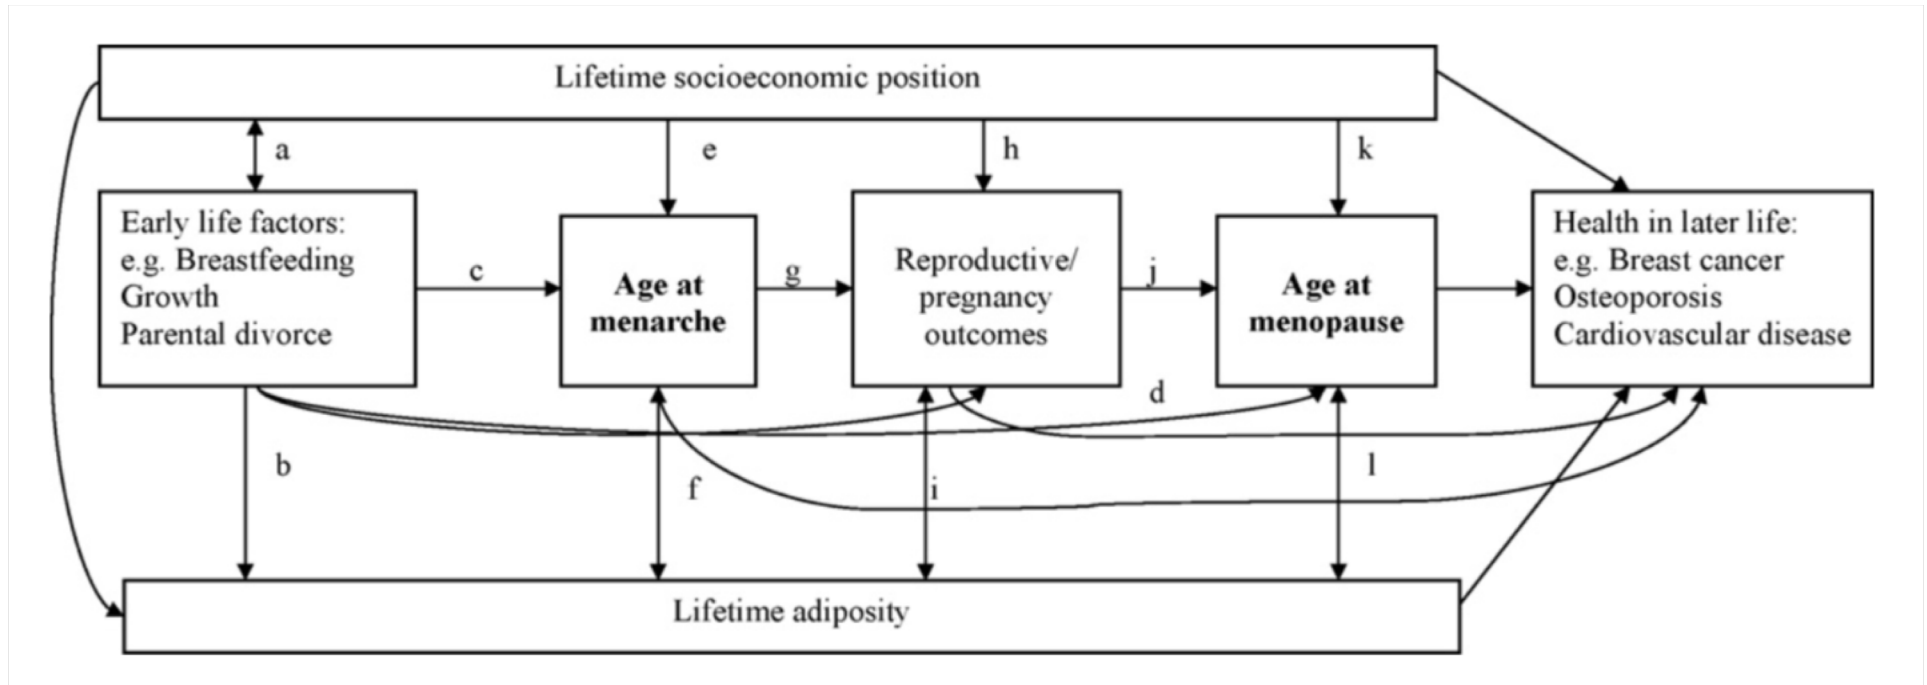 Lifetime socioeconomic position
a
e
h
k
Early life factors:
e.g. Breastfeeding
Growth
Parental divorce
c
Age at
menarche
g
Reproductive/
pregnancy
outcomes
j
Age at
menopause
Health in later life:
e.g. Breast cancer
Osteoporosis
Cardiovascular disease
d
b
f
i
l
Lifetime adiposity